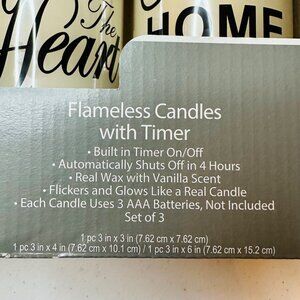 The
Heart
HOME
Flameless Candles
with Timer
• Built in Timer On/Off
• Automatically Shuts Off in 4 Hours
• Real Wax with Vanilla Scent
• Flickers and Glows Like a Real Candle
• Each Candle Uses 3 AAA Batteries, Not Included
Set of 3
1 pc 3 in x 3 in (7.62 cm x 7.62 cm)
1 pc 3 in x 4 in (7.62 cm x 10.1 cm) / 1 pc 3 in x 6 in (7.62 cm x 15.2 cm)